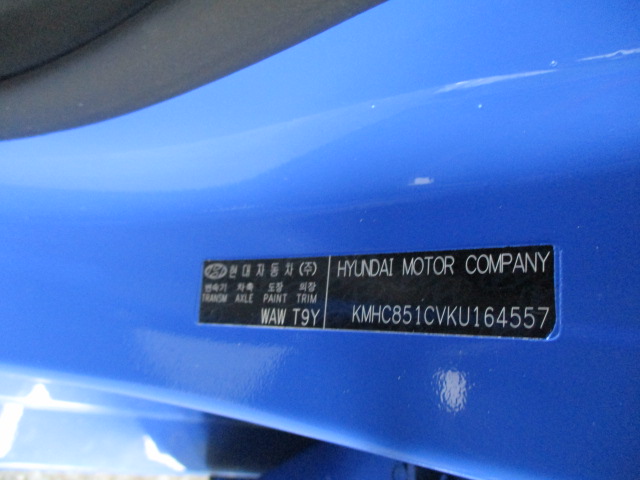 현대자동차(주)
변속기 차축 도장 의장
TRANSM AXLE PAINT TRIM
WAW T9Y
HYUNDAI MOTOR COMPANY
KMHC851CVKU164557